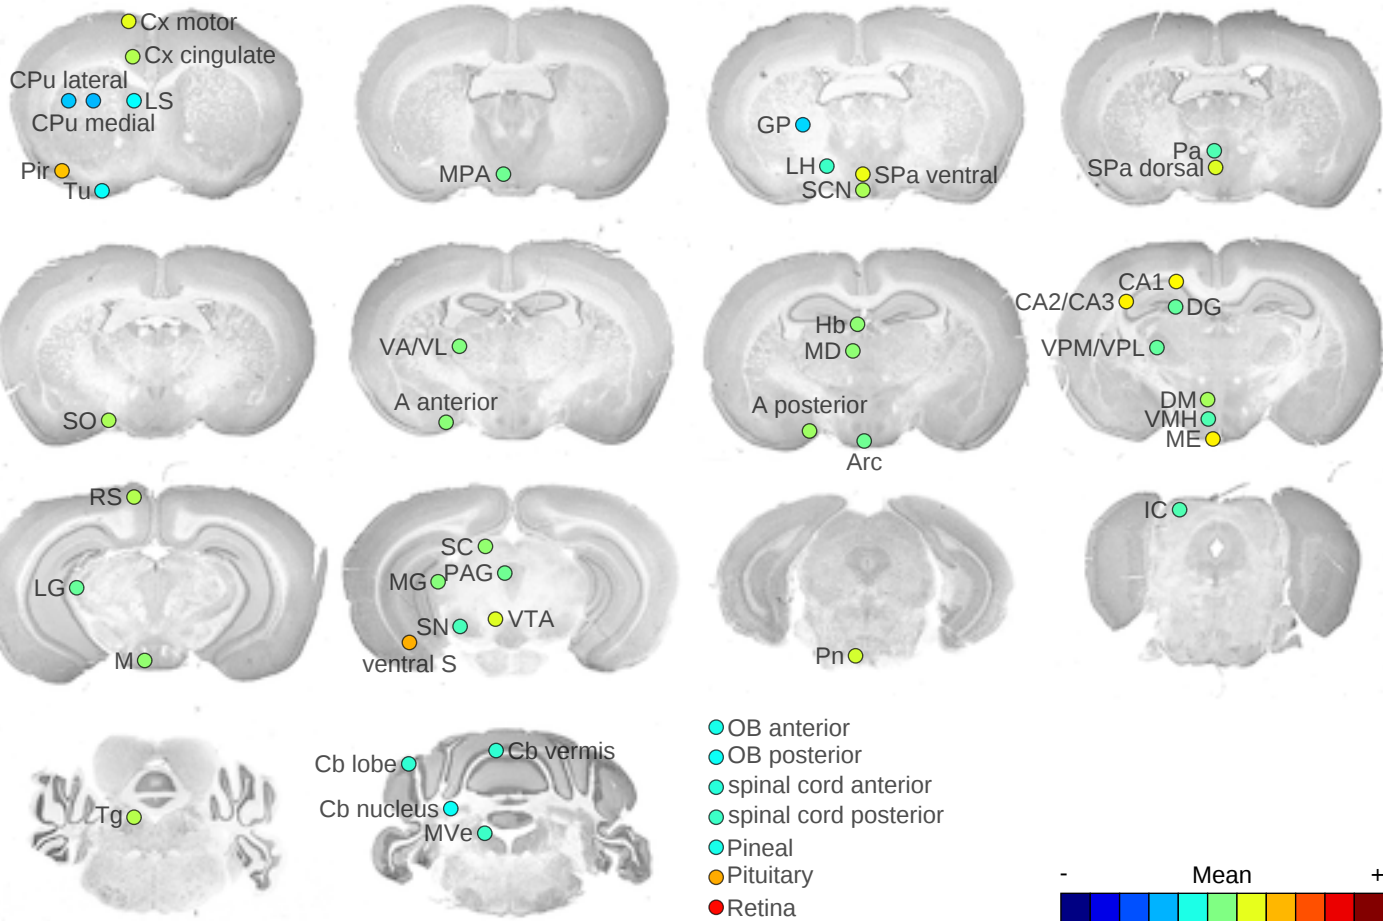 Cx motor
Cx cingulate
CPu lateral
LS
CPu medial
Pir
Tu
MPA
GP
LH
SPa ventral
SCN
Pa
SPa dorsal
SO
VA/VL
A anterior
Hb
MD
A posterior
Arc
CA1
CA2/CA3
DG
VPM/VPL
DM
VMH
ME
RS
LG
M
SC
MG
PAG
SN
VTA
ventral S
Pn
IC
Tg
Cb lobe
Cb vermis
Cb nucleus
MVe
OB anterior
OB posterior
spinal cord anterior
spinal cord posterior
Pineal
Pituitary
Retina
- Mean +